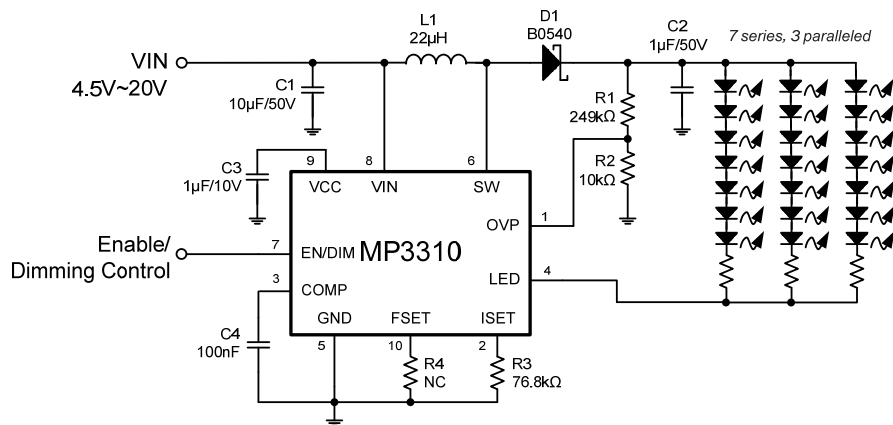 L1
22μH
D1
B0540
C2
1μF/50V
7 series, 3 paralleled
VIN
4.5V~20V
C1
10μF/50V
R1
249kΩ
R2
10kΩ
C3
1μF/10V
9
8
6
VCC
VIN
SW
1
OVP
Enable/
Dimming Control
7
EN/DIM
MP3310
LED
4
3
COMP
GND
FSET
ISET
C4
100nF
5
10
2
R4
NC
R3
76.8kΩ